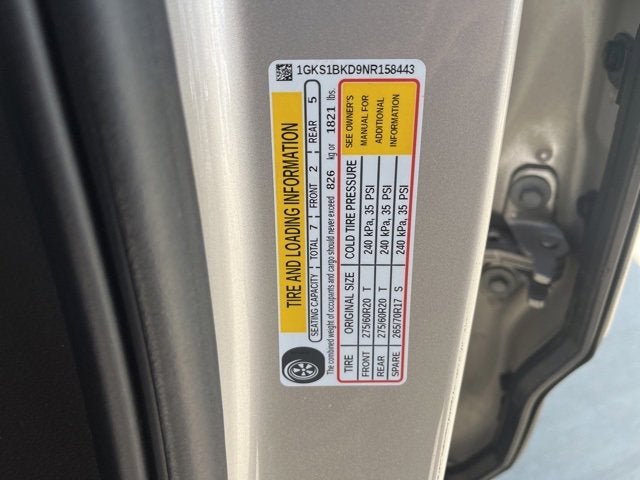 1GKS1BKD9NR158443
TIRE AND LOADING INFORMATION
SEATING CAPACITY TOTAL 7 FRONT 2 REAR 5
The combined weight of occupants and cargo should never exceed 826 kg or 1821 lbs.
TIRE ORIGINAL SIZE COLD TIRE PRESSURE
FRONT 275/60R20 T 240 kPa, 35 PSI
REAR 275/60R20 T 240 kPa, 35 PSI
SPARE 265/70R17 S 240 kPa, 35 PSI
SEE OWNER'S
MANUAL FOR
ADDITIONAL
INFORMATION